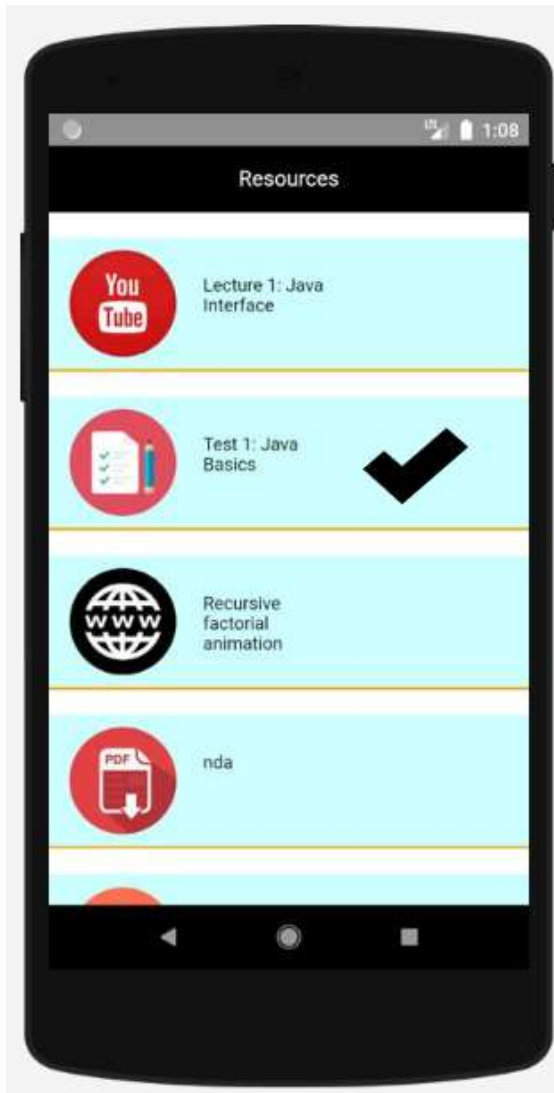 LTE 1:08
Resources
You
Tube
Lecture 1: Java
Interface
Test 1: Java
Basics
www
Recursive
factorial
animation
PDF
nda